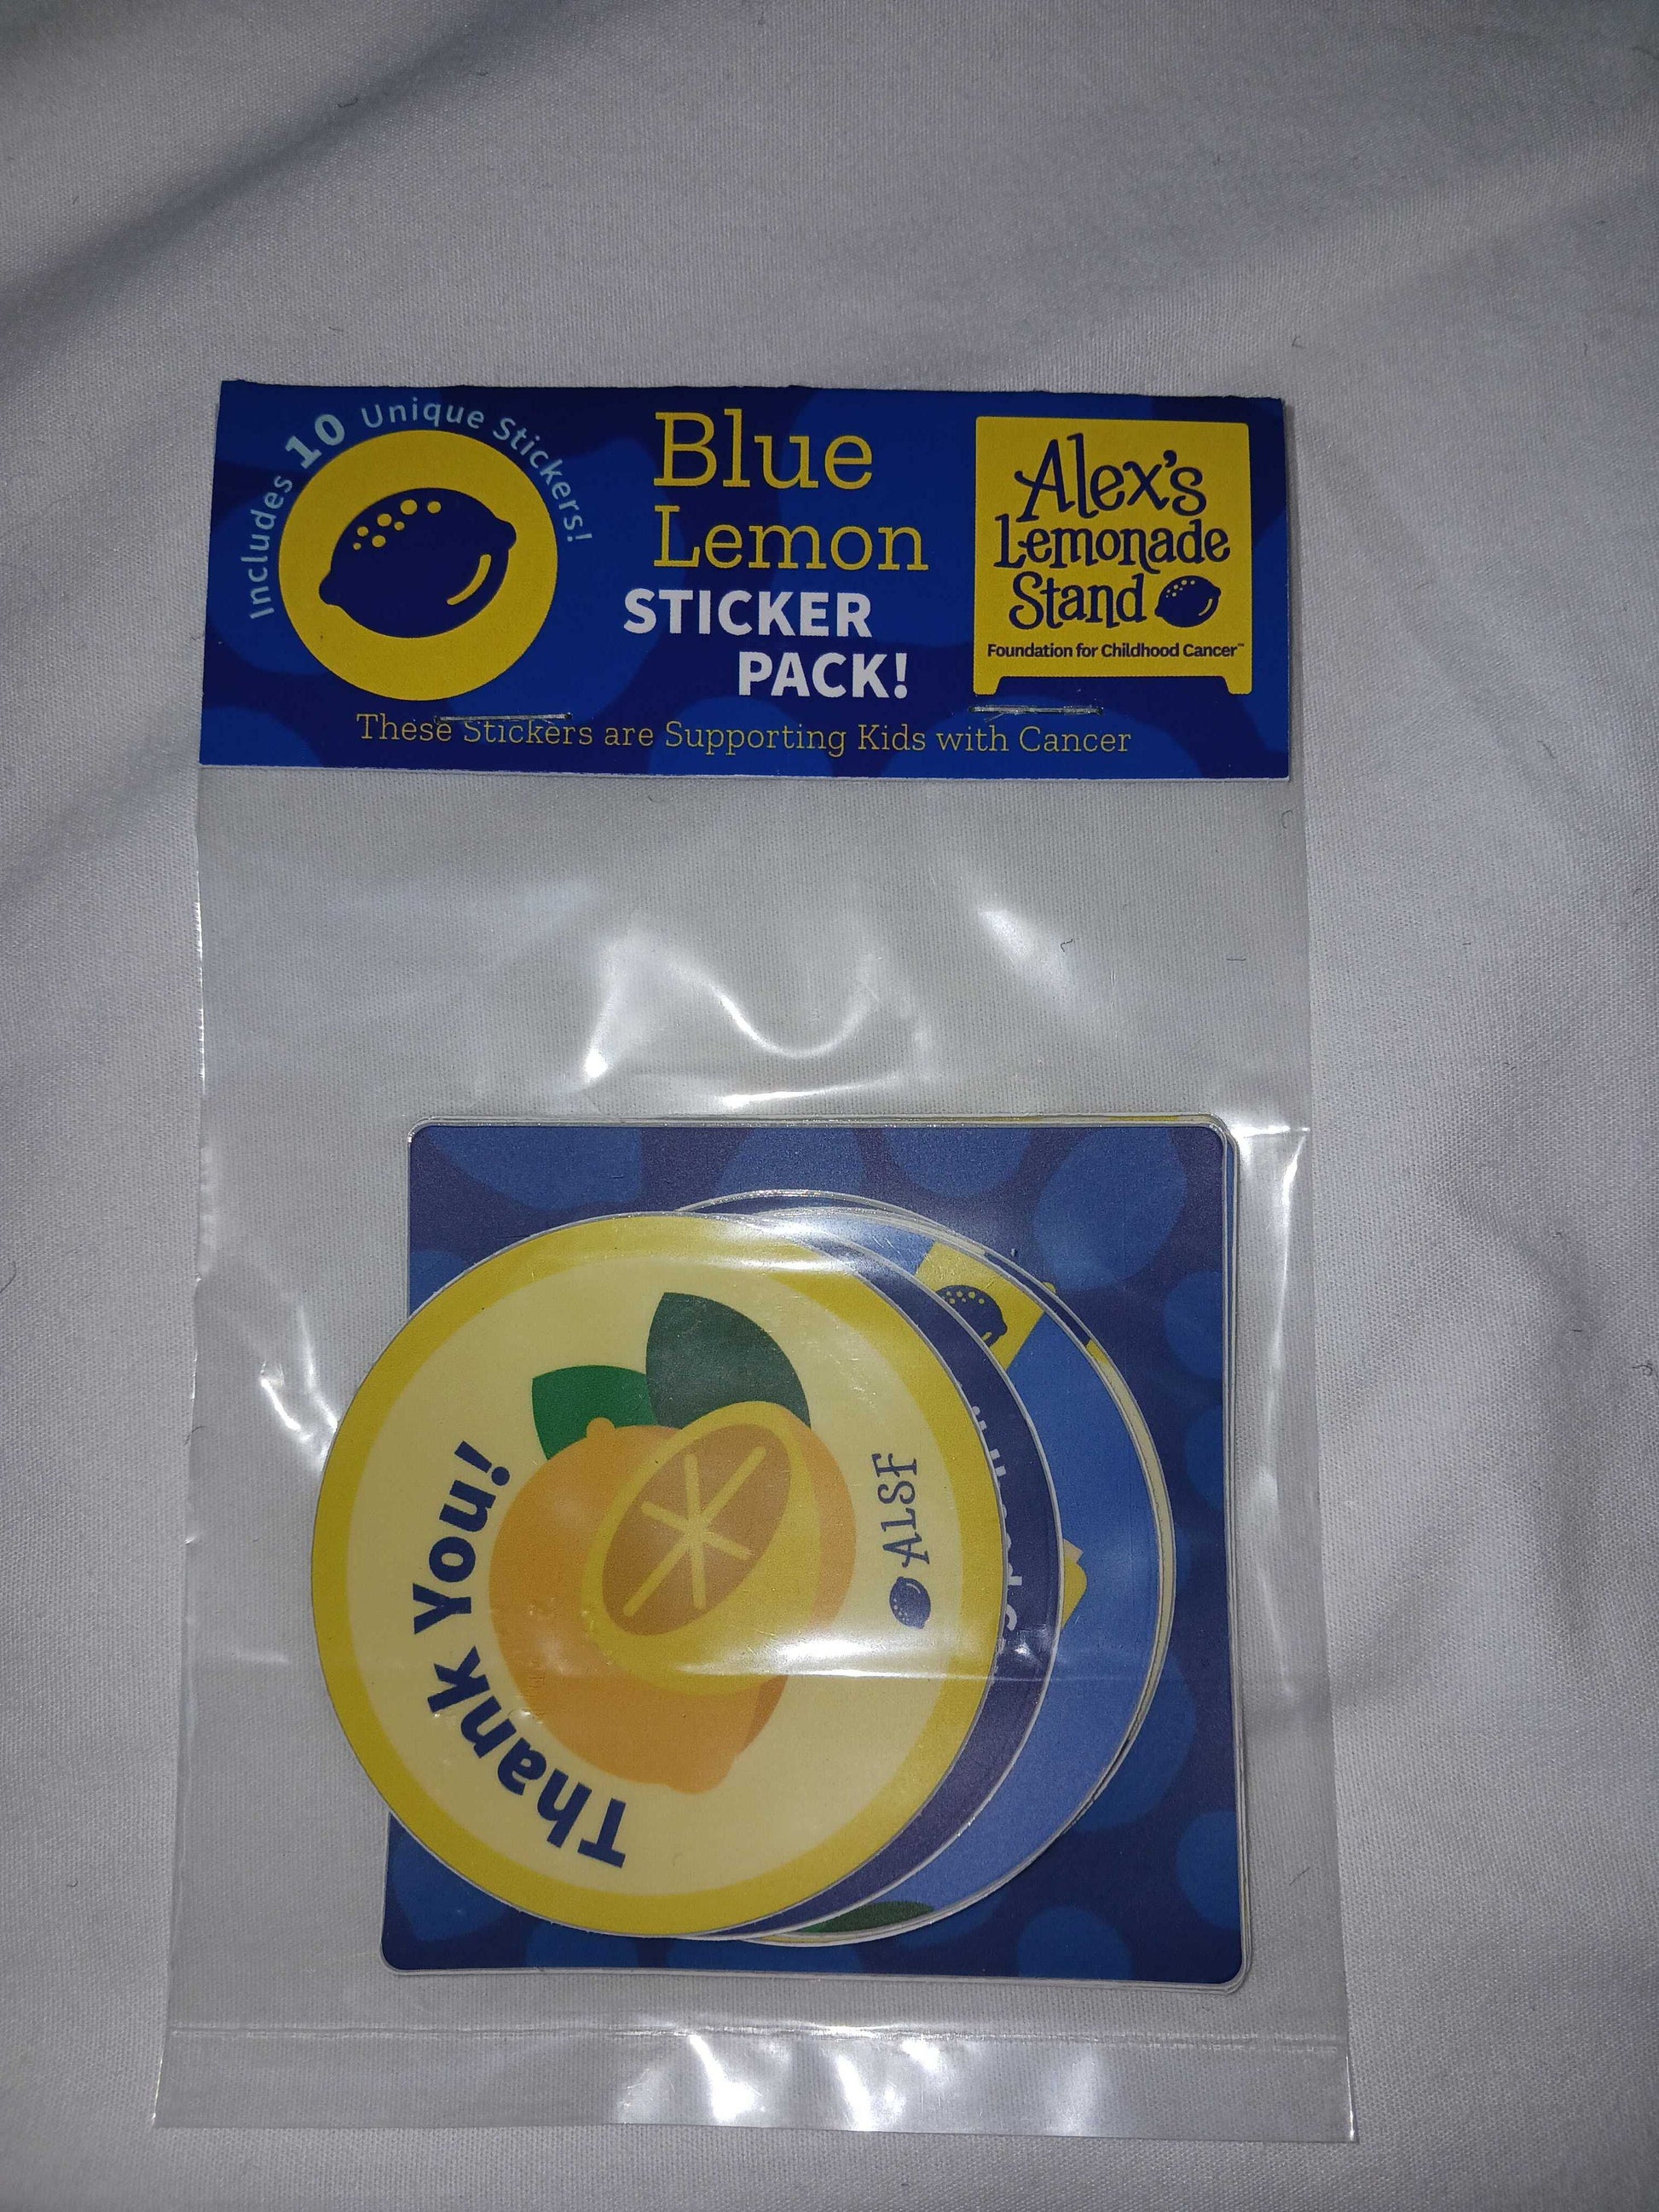 Includes 10 Unique Stickers!
Blue
Lemon
STICKER
PACK!
Alex's
Lemonade
Stand
Foundation for Childhood Cancer™
These Stickers are Supporting Kids with Cancer
Thank You!
ALSF